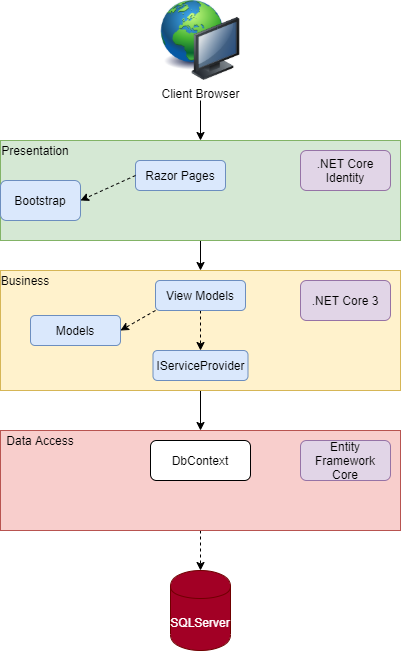 Client Browser
Presentation
.NET Core
Identity
Razor Pages
Bootstrap
Business
View Models
.NET Core 3
Models
IServiceProvider
Data Access
DbContext
Entity
Framework
Core
SQLServer